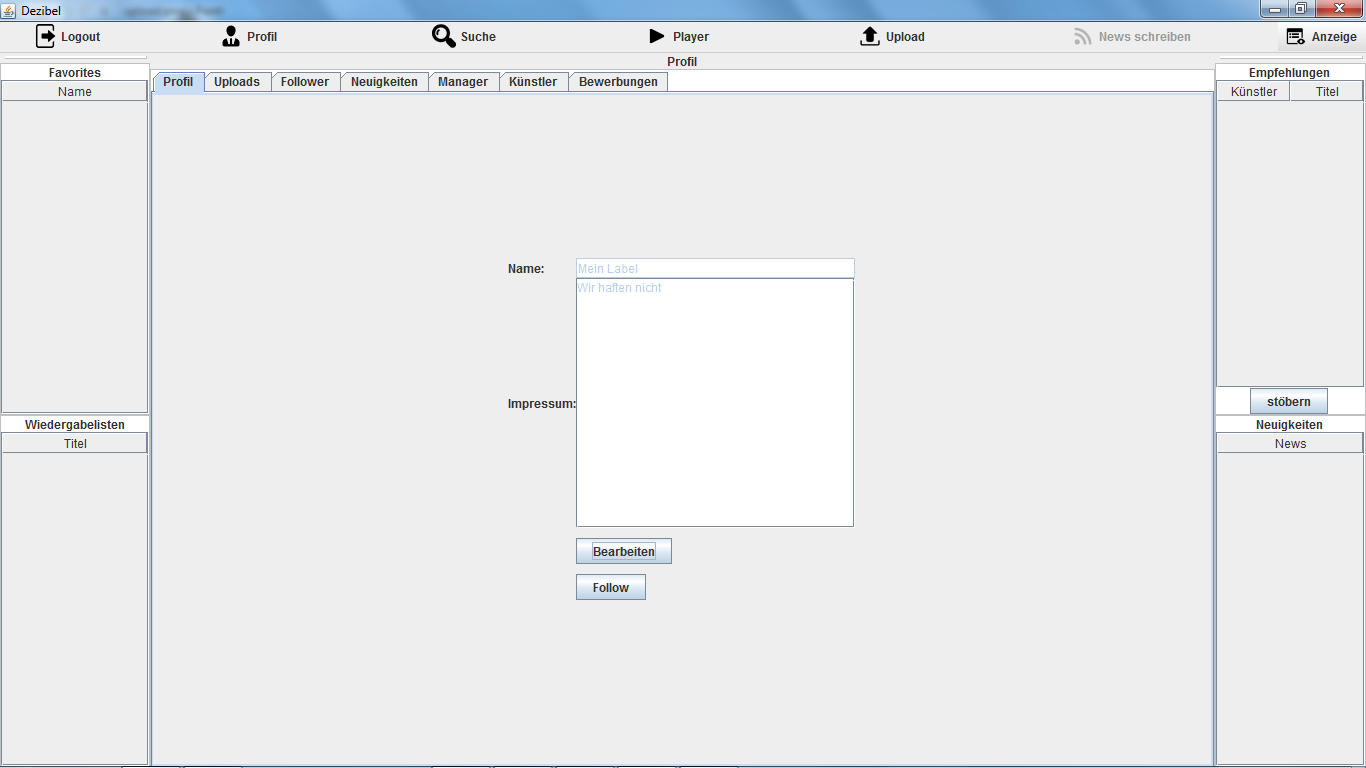 Dezibel
Logout Profil Suche Player Upload News schreiben Anzeige
Profil
Favorites
Name
Wiedergabelisten
Titel
Profil Uploads Follower Neuigkeiten Manager Künstler Bewerbungen
Name: Mein Label
Impressum: Wir haften nicht
Bearbeiten
Follow
Empfehlungen
Künstler Titel
stöbern
Neuigkeiten
News